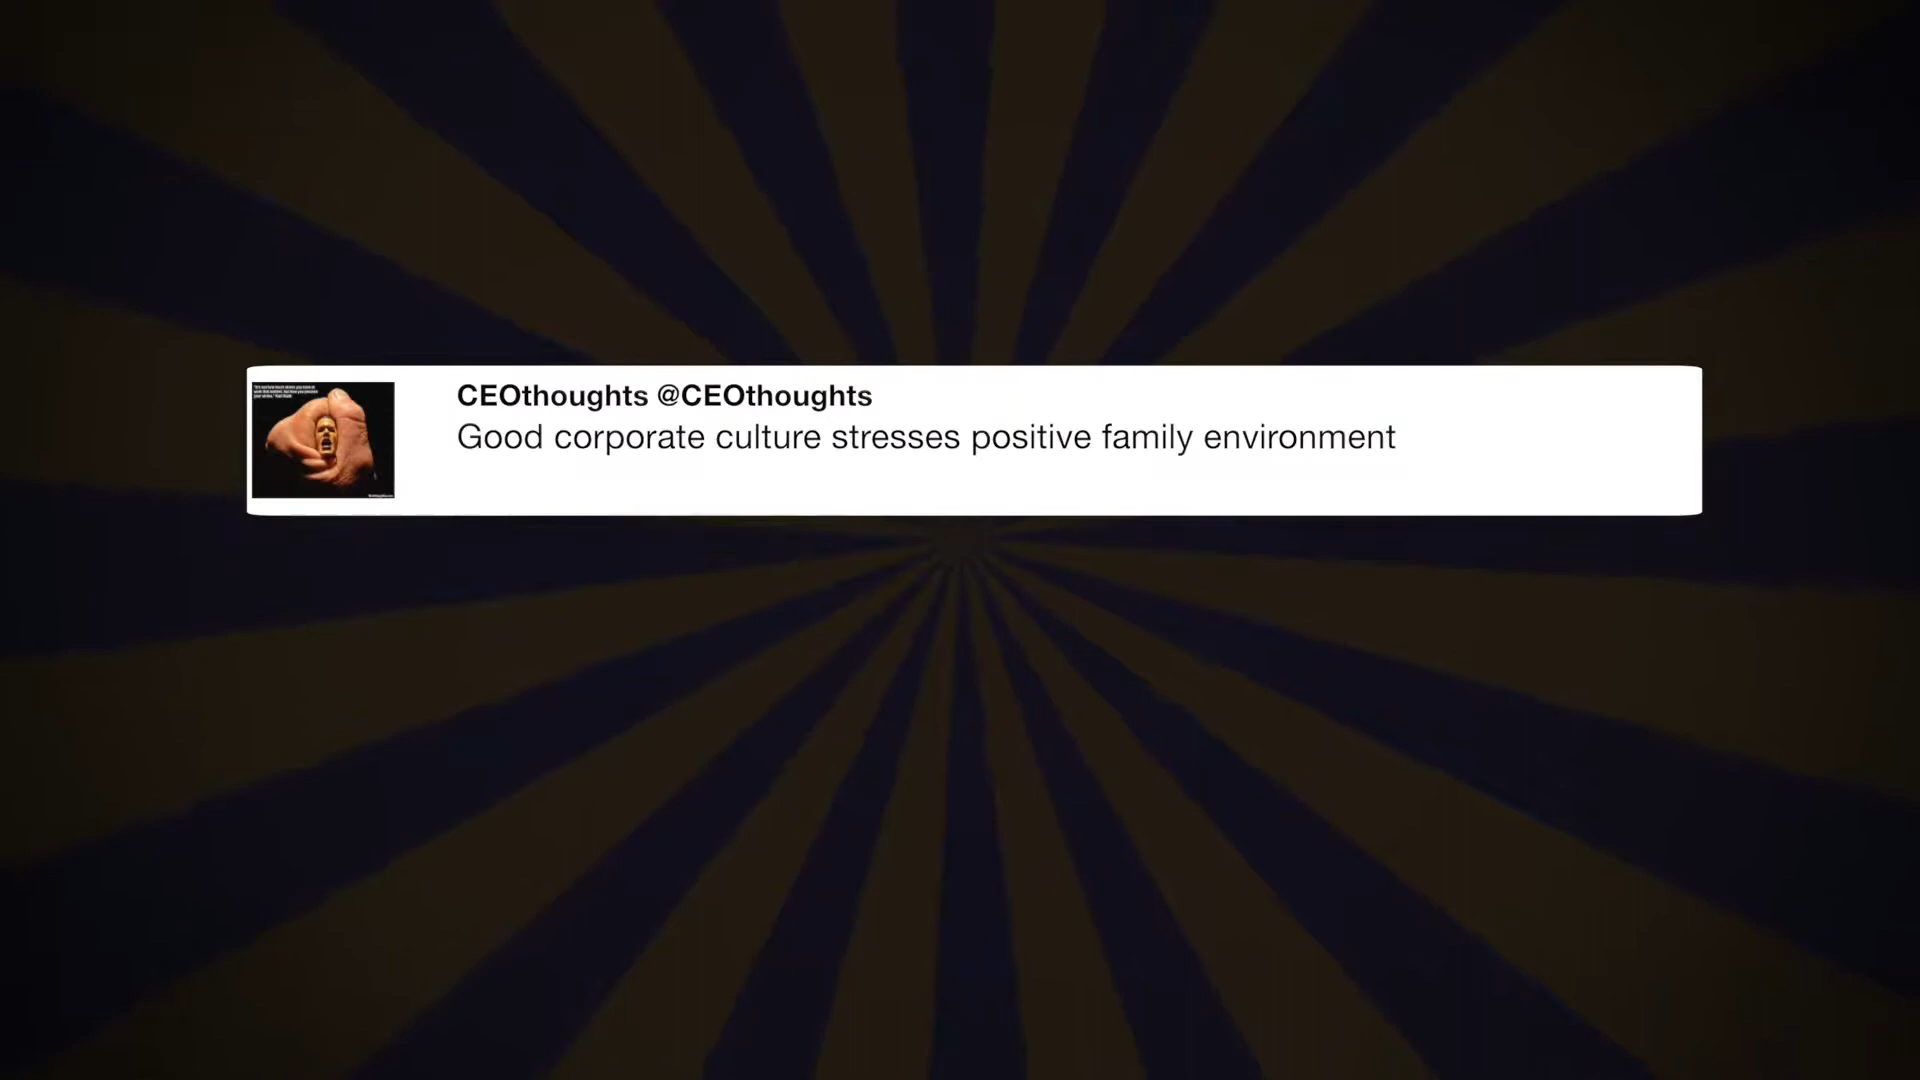 CEOthoughts @CEOthoughts
Good corporate culture stresses positive family environment